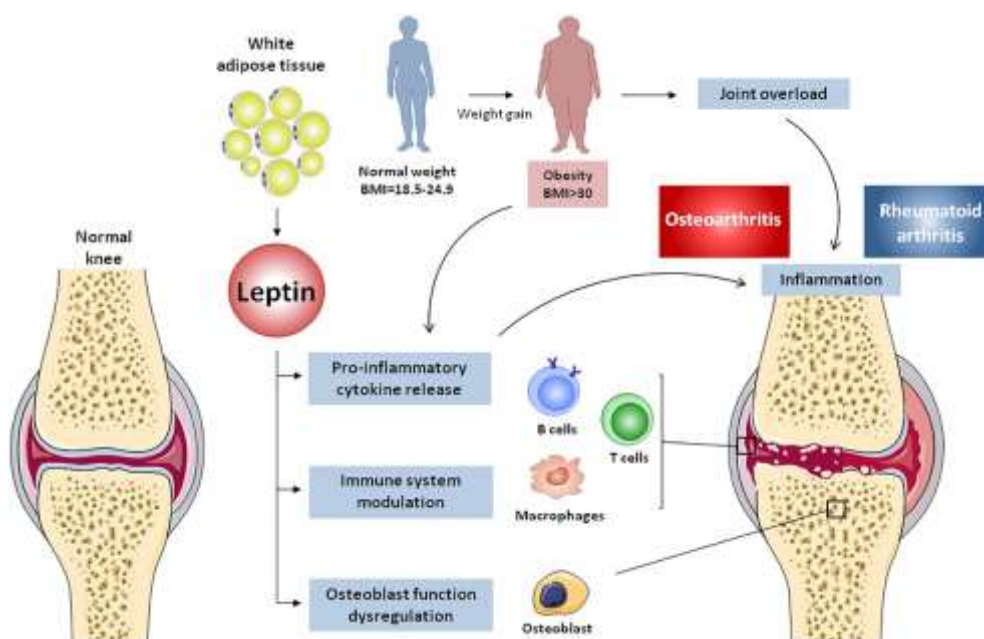 White
adipose tissue
Weight gain
Joint overload
Normal weight
BMI=18.5-24.9
Obesity
BMI>30
Osteoarthritis
Rheumatoid
arthritis
Normal
knee
Inflammation
Leptin
Pro-inflammatory
cytokine release
B cells
T cells
Immune system
modulation
Macrophages
Osteoblast function
dysregulation
Osteoblast